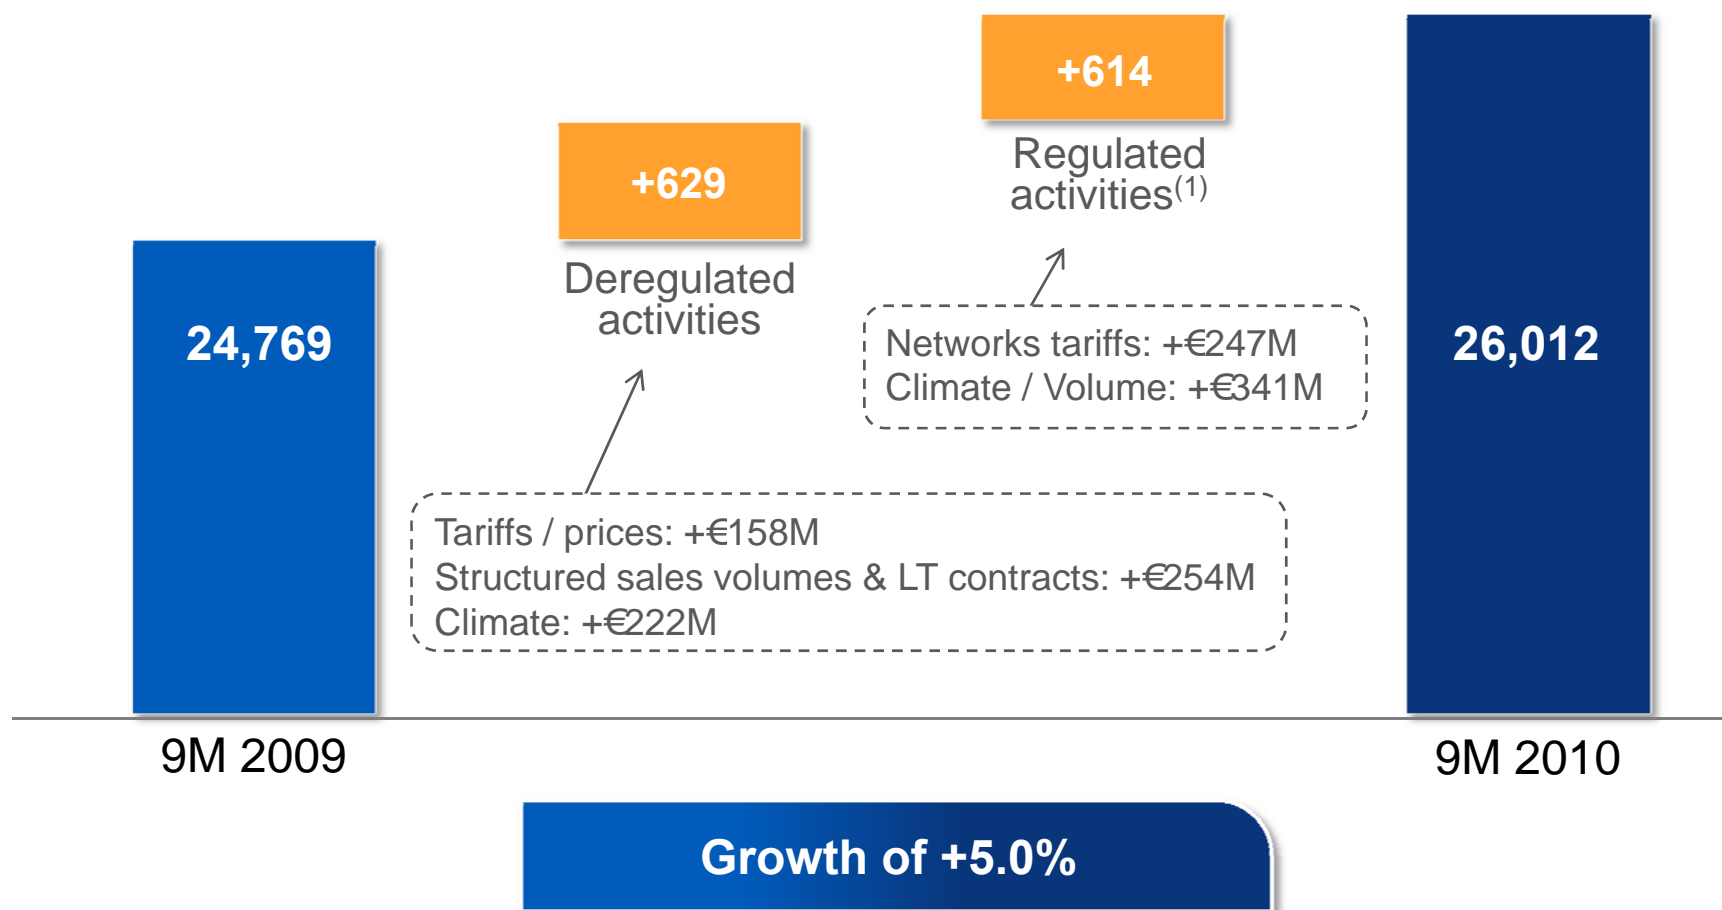 +614
Regulated
activities(1)
+629
Deregulated
activities
24,769
Networks tariffs: +€247M
Climate / Volume: +€341M
26,012
Tariffs / prices: +€158M
Structured sales volumes & LT contracts: +€254M
Climate: +€222M
9M 2009
9M 2010
Growth of +5.0%